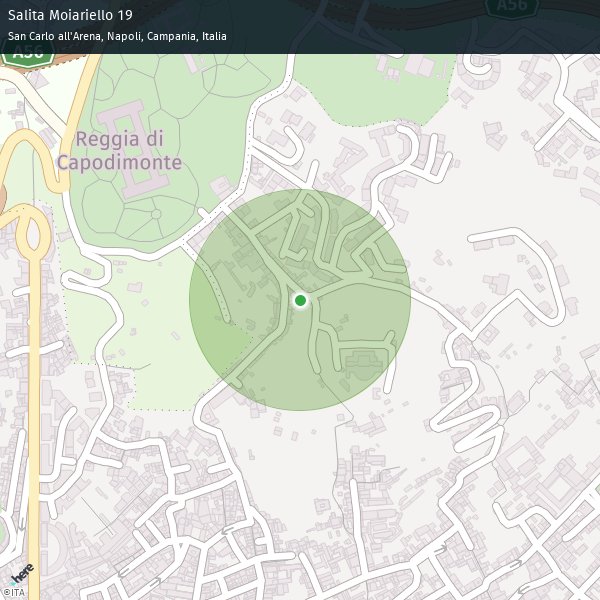 Salita Moiariello 19
San Carlo all'Arena, Napoli, Campania, Italia
A56
A56
Reggia di
Capodimonte
here
©ITA